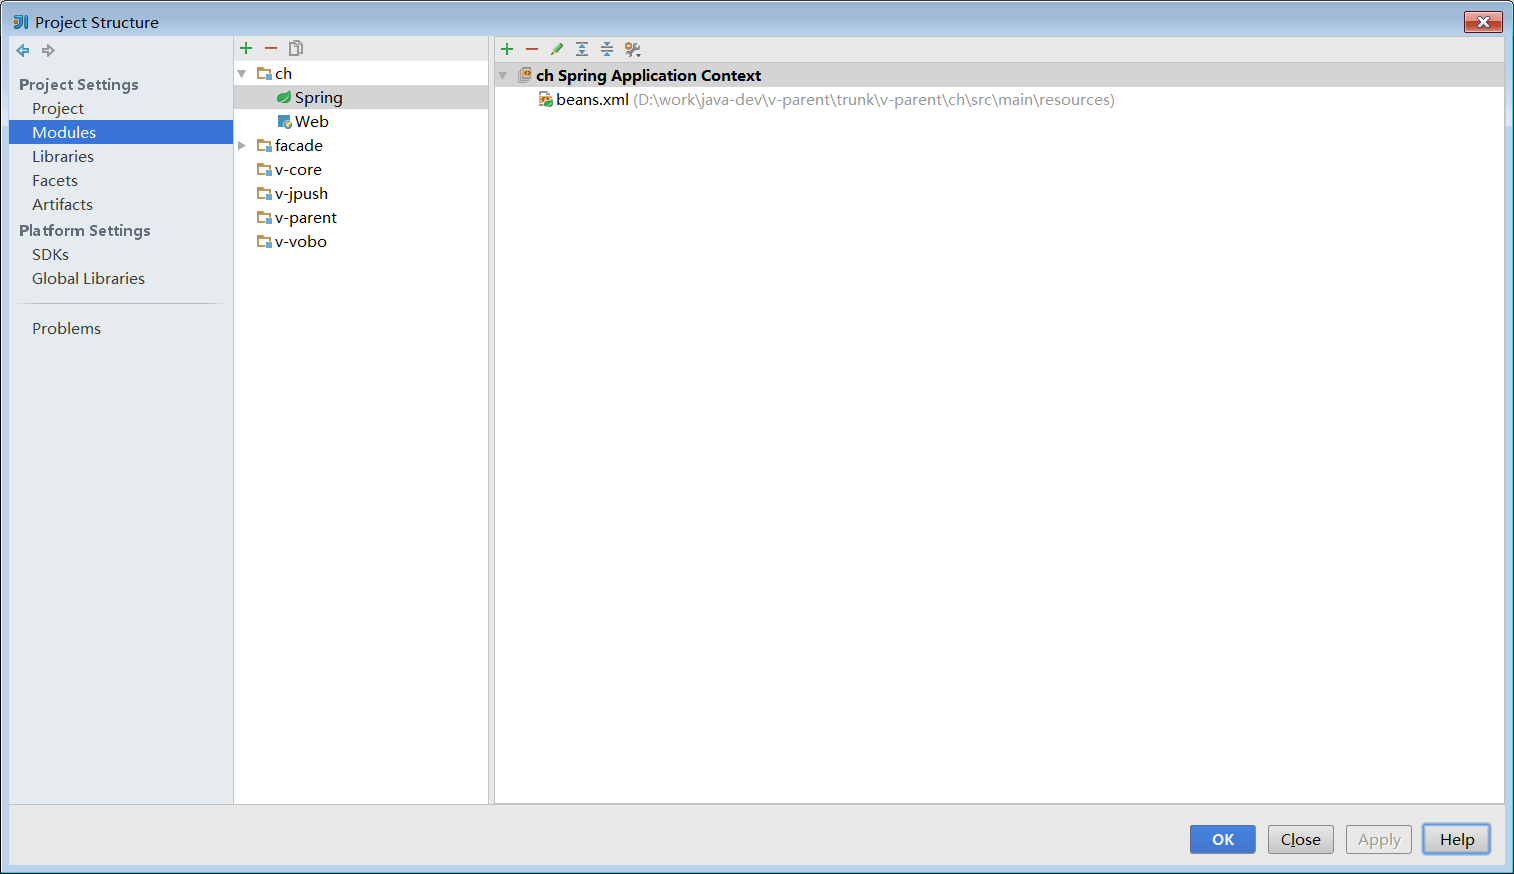 Project Structure
Project Settings
Project
Modules
Libraries
Facets
Artifacts
Platform Settings
SDKs
Global Libraries
Problems
ch
Spring
Web
facade
v-core
v-jpush
v-parent
v-vobo
ch Spring Application Context
beans.xml (D:\work\java-dev\v-parent\trunk\v-parent\ch\src\main\resources)
OK
Close
Apply
Help